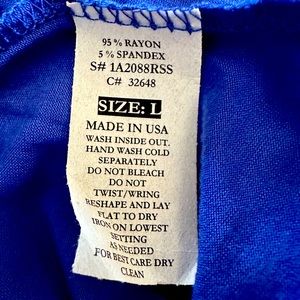 95 % RAYON
5 % SPANDEX
S# 1A2088RSS
C# 32648
SIZE: L
MADE IN USA
WASH INSIDE OUT.
HAND WASH COLD
SEPARATELY
DO NOT BLEACH
DO NOT
TWIST/WRING
RESHAPE AND LAY
FLAT TO DRY
IRON ON LOWEST
SETTING
AS NEEDED
FOR BEST CARE DRY
CLEAN